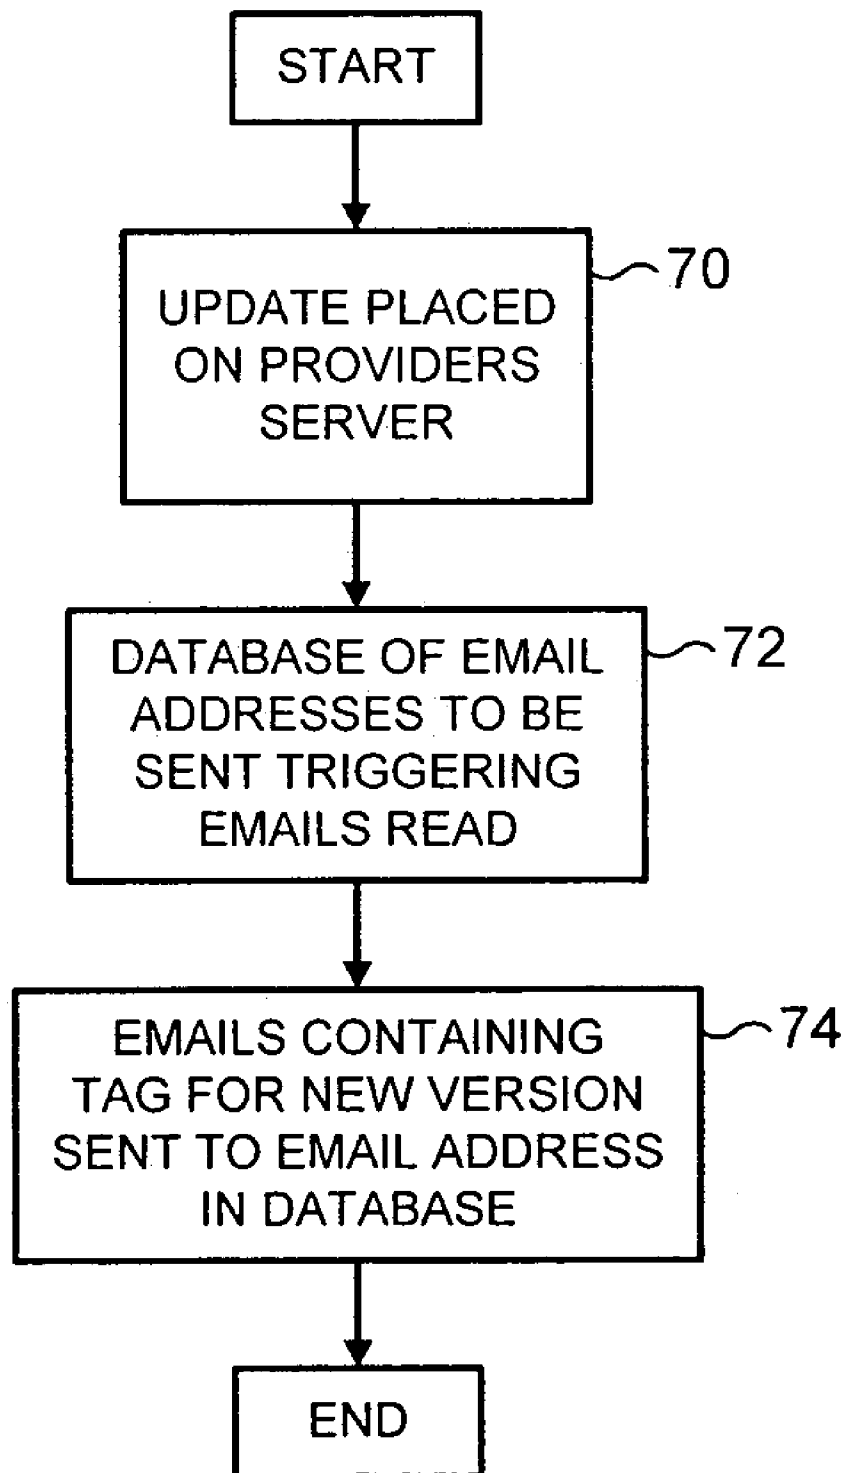 START
70
UPDATE PLACED
ON PROVIDERS
SERVER
72
DATABASE OF EMAIL
ADDRESSES TO BE
SENT TRIGGERING
EMAILS READ
74
EMAILS CONTAINING
TAG FOR NEW VERSION
SENT TO EMAIL ADDRESS
IN DATABASE
END